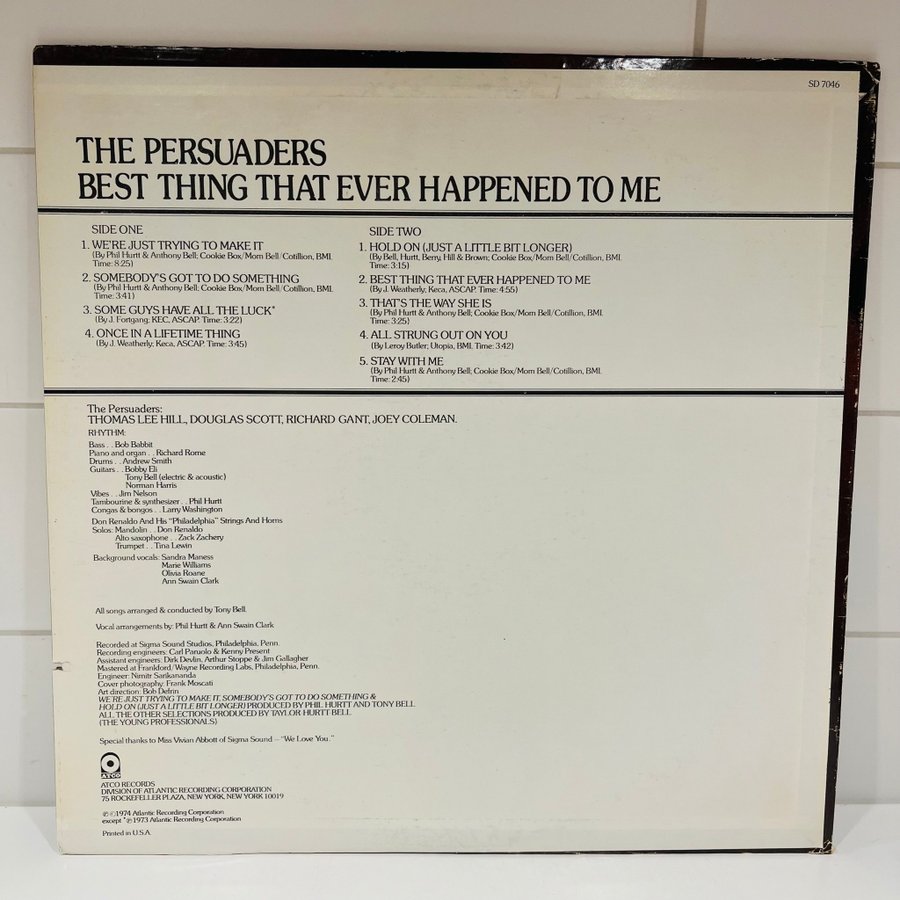 SD 7046
THE PERSUADERS
BEST THING THAT EVER HAPPENED TO ME
SIDE ONE
1. WE'RE JUST TRYING TO MAKE IT
(By Phil Hurtt & Anthony Bell; Cookie Box/Mom Bell/Cotillion, BMI.
Time: 8:25)
2. SOMEBODY'S GOT TO DO SOMETHING
(By Phil Hurtt & Anthony Bell; Cookie Box/Mom Bell/Cotillion, BMI.
Time: 3:41)
3. SOME GUYS HAVE ALL THE LUCK*
(By J. Fortgang; KEC, ASCAP. Time: 3:22)
4. ONCE IN A LIFETIME THING
(By J. Weatherly; Keca, ASCAP. Time: 3:45)
SIDE TWO
1. HOLD ON (JUST A LITTLE BIT LONGER)
(By Bell, Hurtt, Berry, Hill & Brown; Cookie Box/Mom Bell/Cotillion, BMI.
Time: 3:15)
2. BEST THING THAT EVER HAPPENED TO ME
(By J. Weatherly; Keca, ASCAP. Time: 4:55)
3. THAT'S THE WAY SHE IS
(By Phil Hurtt & Anthony Bell; Cookie Box/Mom Bell/Cotillion, BMI.
Time: 3:25)
4. ALL STRUNG OUT ON YOU
(By Leroy Butler; Utopia, BMI. Time: 3:42)
5. STAY WITH ME
(By Phil Hurtt & Anthony Bell; Cookie Box/Mom Bell/Cotillion, BMI.
Time: 2:45)
The Persuaders:
THOMAS LEE HILL, DOUGLAS SCOTT, RICHARD GANT, JOEY COLEMAN.
RHYTHM:
Bass . . Bob Babbit
Piano and organ . . Richard Rome
Drums . . Andrew Smith
Guitars . . Bobby Eli
Tony Bell (electric & acoustic)
Norman Harris
Vibes . . Jim Nelson
Tambourine & synthesizer . . Phil Hurtt
Congas & bongos . . Larry Washington
Don Renaldo And His "Philadelphia" Strings And Horns
Solos: Mandolin . . Don Renaldo
Alto saxophone . . Zack Zachery
Trumpet . . Tina Lewin
Background vocals: Sandra Maness
Marie Williams
Olivia Roane
Ann Swain Clark
All songs arranged & conducted by Tony Bell.
Vocal arrangements by: Phil Hurtt & Ann Swain Clark
Recorded at Sigma Sound Studios, Philadelphia, Penn.
Recording engineers: Carl Paruolo & Kenny Present
Assistant engineers: Dirk Devlin, Arthur Stoppe & Jim Gallagher
Mastered at Frankford/Wayne Recording Labs, Philadelphia, Penn.
Engineer: Nimitr Sarikananda
Cover photography: Frank Moscati
Art direction: Bob Defrin
WE'RE JUST TRYING TO MAKE IT, SOMEBODY'S GOT TO DO SOMETHING &
HOLD ON (JUST A LITTLE BIT LONGER) PRODUCED BY PHIL HURTT AND TONY BELL
ALL THE OTHER SELECTIONS PRODUCED BY TAYLOR-HURTT-BELL
(THE YOUNG PROFESSIONALS)
Special thanks to Miss Vivian Abbott of Sigma Sound – "We Love You."
ATCO
ATCO RECORDS
DIVISION OF ATLANTIC RECORDING CORPORATION
75 ROCKEFELLER PLAZA, NEW YORK, NEW YORK 10019
℗ © 1974 Atlantic Recording Corporation
except * ℗ 1973 Atlantic Recording Corporation
Printed in U.S.A.